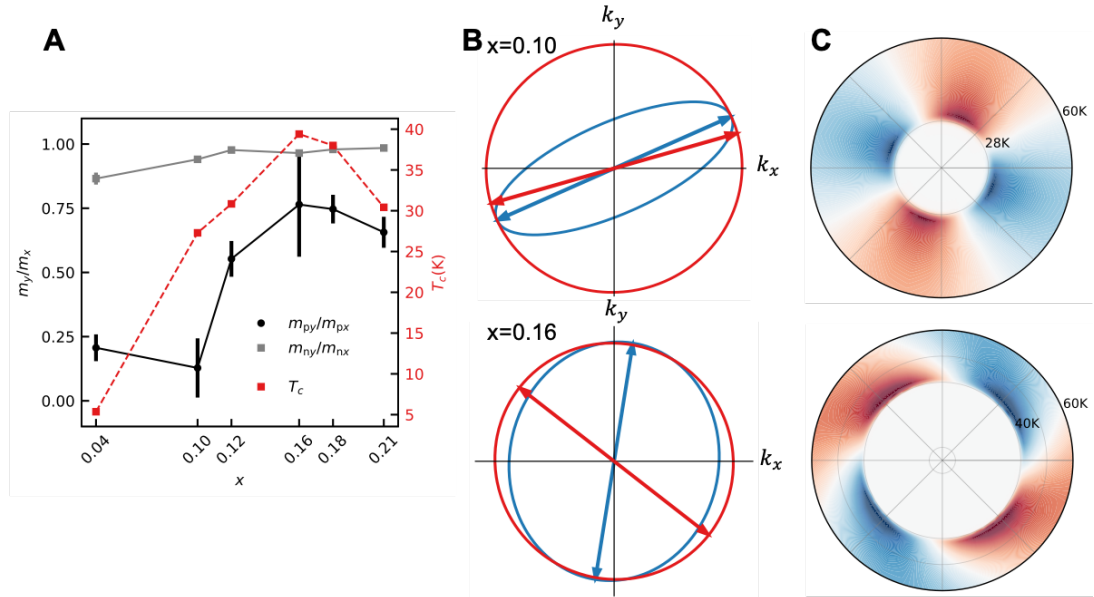 A
B
C
x=0.10
k_y
k_x
60K
28K
1.00
0.75
0.50
0.25
0.00
m_y/m_x
40
35
30
25
20
15
10
5
T_c(K)
m_py/m_px
m_ny/m_nx
T_c
0.04
0.10
0.12
0.16
0.18
0.21
x
k_y
x=0.16
k_x
60K
40K